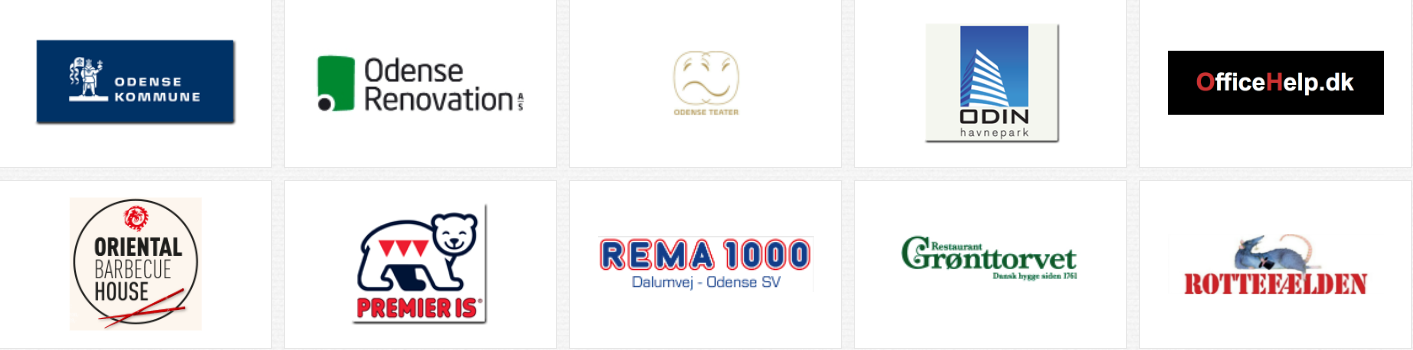 ODENSE
KOMMUNE
Odense
Renovation A/S
ODENSE TEATER
ODIN
havnepark
OfficeHelp.dk
ORIENTAL
BARBECUE
HOUSE
PREMIER IS®
REMA 1000
Dalumvej - Odense SV
Restaurant
Grønttorvet
Dansk hygge siden 1761
ROTTEFÆLDEN